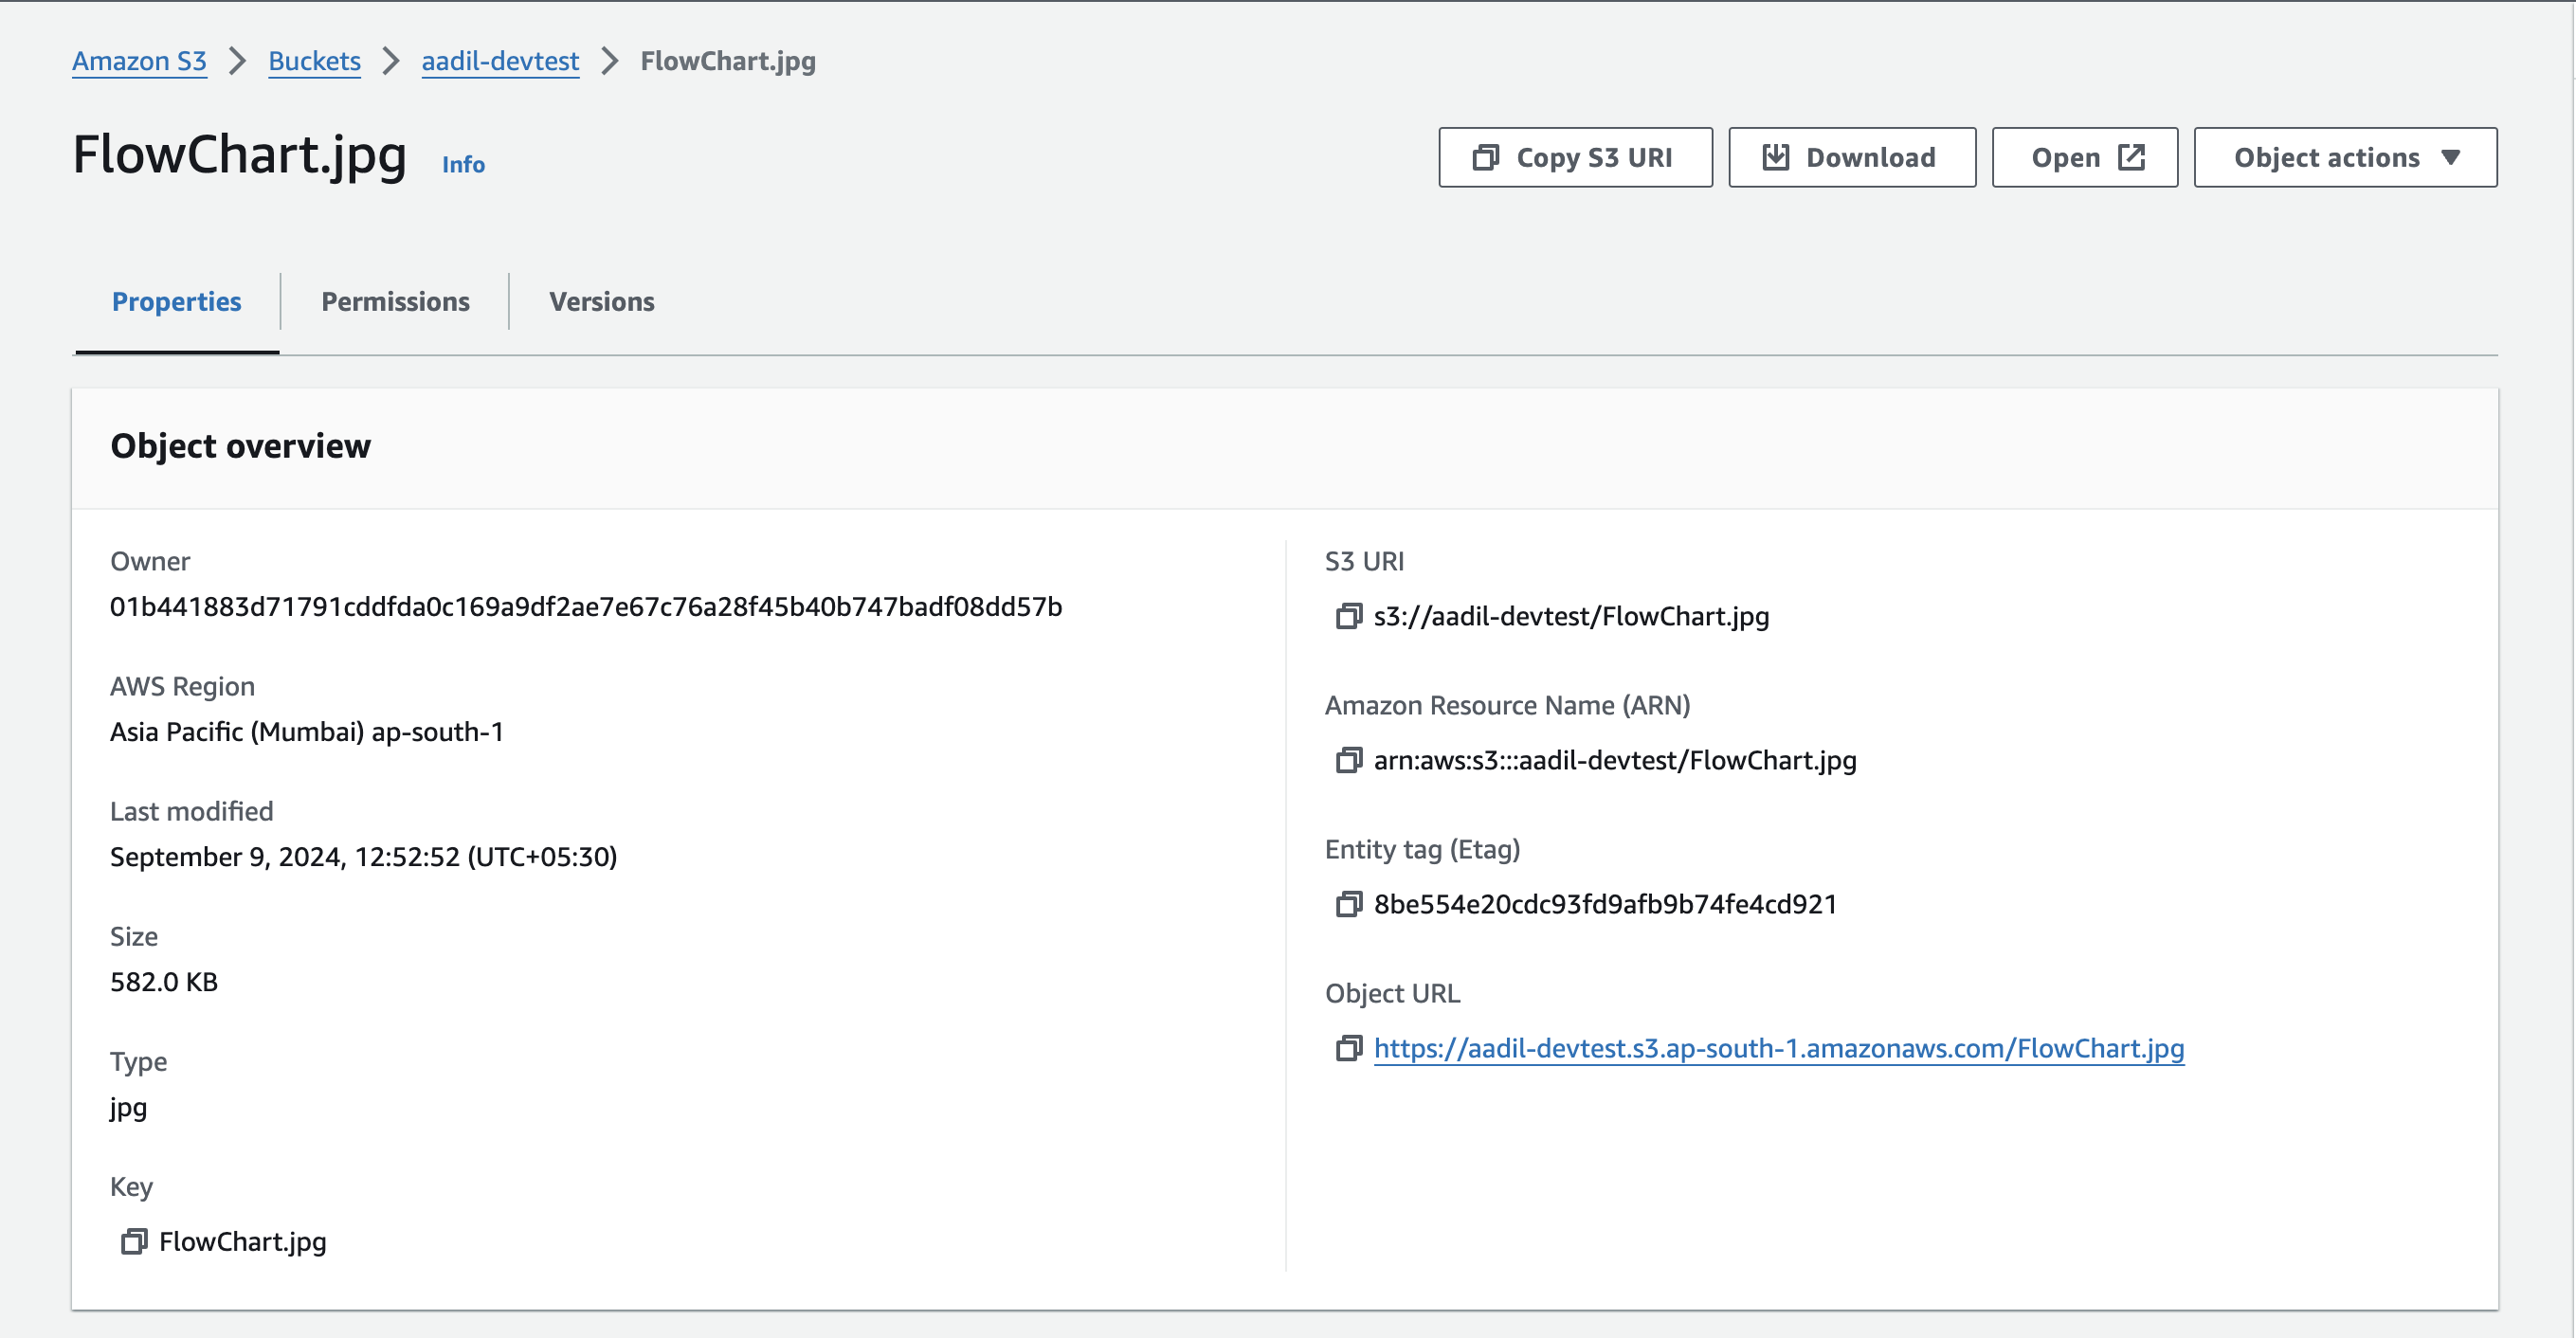 Amazon S3 > Buckets > aadil-devtest > FlowChart.jpg
FlowChart.jpg Info
Copy S3 URI Download Open Object actions
Properties Permissions Versions
Object overview
Owner
01b441883d71791cddfda0c169a9df2ae7e67c76a28f45b40b747badf08dd57b
AWS Region
Asia Pacific (Mumbai) ap-south-1
Last modified
September 9, 2024, 12:52:52 (UTC+05:30)
Size
582.0 KB
Type
jpg
Key
FlowChart.jpg
S3 URI
s3://aadil-devtest/FlowChart.jpg
Amazon Resource Name (ARN)
arn:aws:s3:::aadil-devtest/FlowChart.jpg
Entity tag (Etag)
8be554e20cdc93fd9afb9b74fe4cd921
Object URL
https://aadil-devtest.s3.ap-south-1.amazonaws.com/FlowChart.jpg